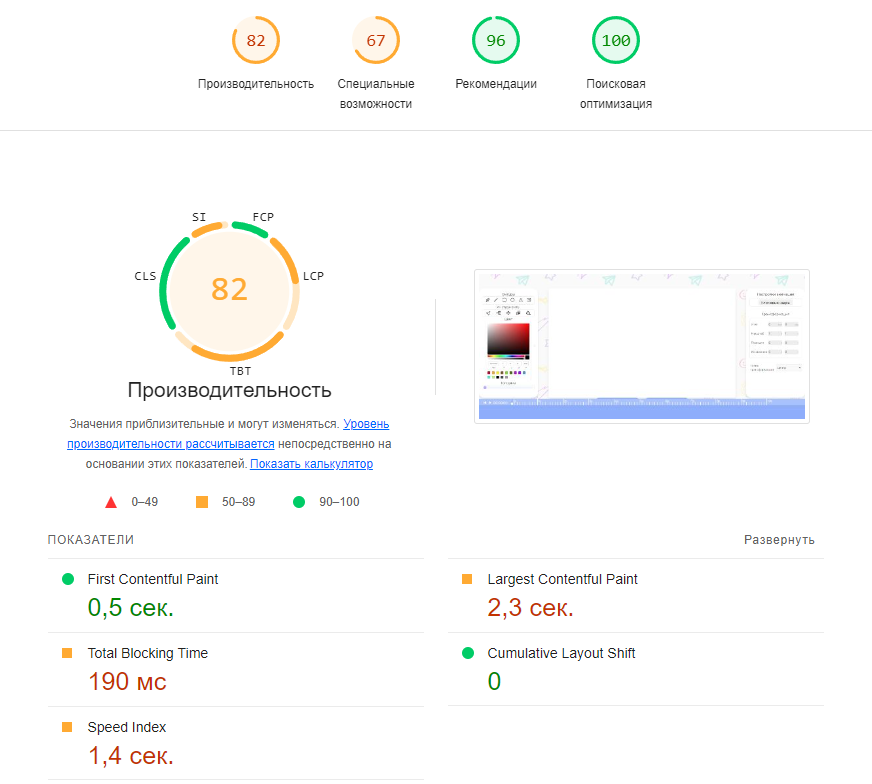 82
67
96
100
Производительность
Специальные
возможности
Рекомендации
Поисковая
оптимизация
SI
FCP
CLS
LCP
82
TBT
Производительность
Значения приблизительные и могут изменяться. Уровень
производительности рассчитывается непосредственно на
основании этих показателей. Показать калькулятор
0–49
50–89
90–100
ПОКАЗАТЕЛИ
Развернуть
First Contentful Paint
0,5 сек.
Largest Contentful Paint
2,3 сек.
Total Blocking Time
190 мс
Cumulative Layout Shift
0
Speed Index
1,4 сек.